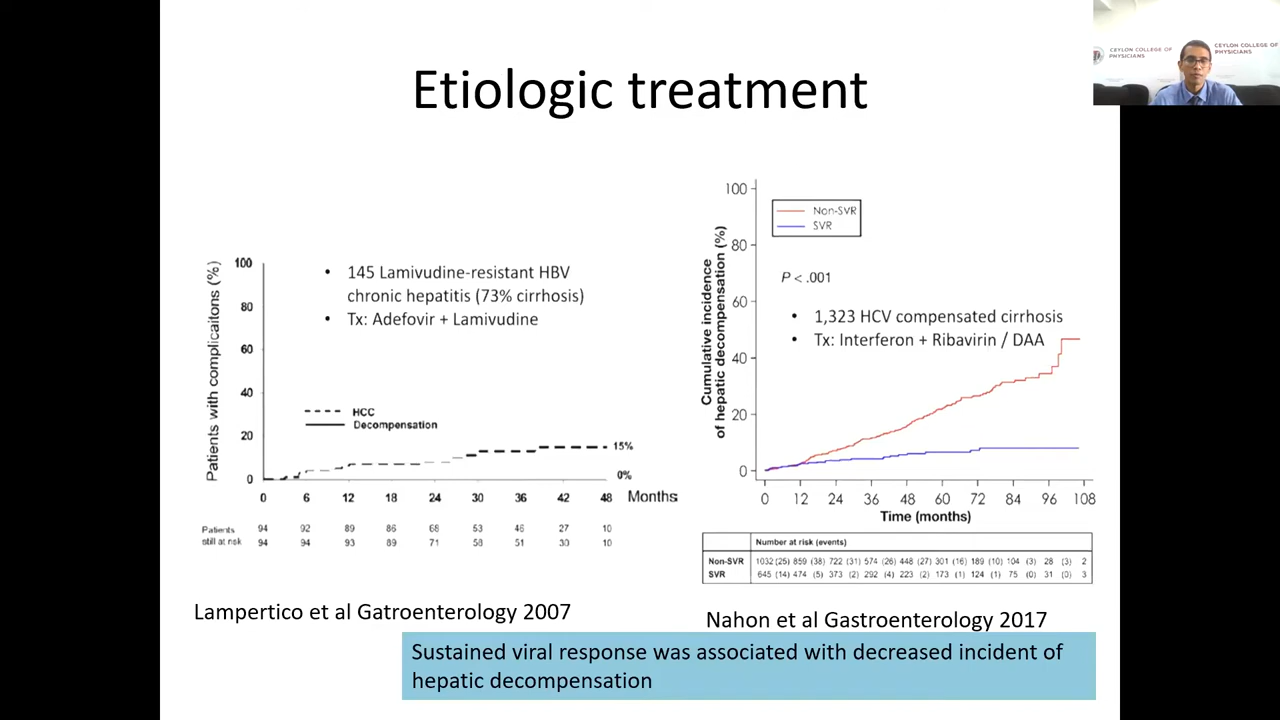 CEYLON COLLEGE OF
PHYSICIANS
CEYLON COLLEGE OF
PHYSICIANS
Etiologic treatment
Patients with complicaitons (%)
100
80
60
40
20
0
• 145 Lamivudine-resistant HBV
chronic hepatitis (73% cirrhosis)
• Tx: Adefovir + Lamivudine
HCC
Decompensation
15%
0%
0 6 12 18 24 30 36 42 48 Months
Patients 94 92 89 86 68 53 46 27 10
still at risk 94 94 93 89 71 58 51 30 10
Lampertico et al Gatroenterology 2007
Cumulative incidence
of hepatic decompensation (%)
100
80
60
40
20
0
Non-SVR
SVR
P < .001
• 1,323 HCV compensated cirrhosis
• Tx: Interferon + Ribavirin / DAA
0 12 24 36 48 60 72 84 96 108
Time (months)
Number at risk (events)
Non-SVR 1032 (25) 859 (38) 722 (31) 574 (26) 448 (27) 301 (16) 189 (10) 104 (3) 28 (3) 2
SVR 645 (14) 474 (5) 373 (2) 292 (4) 223 (2) 173 (1) 124 (1) 75 (0) 31 (0) 3
Nahon et al Gastroenterology 2017
Sustained viral response was associated with decreased incident of
hepatic decompensation